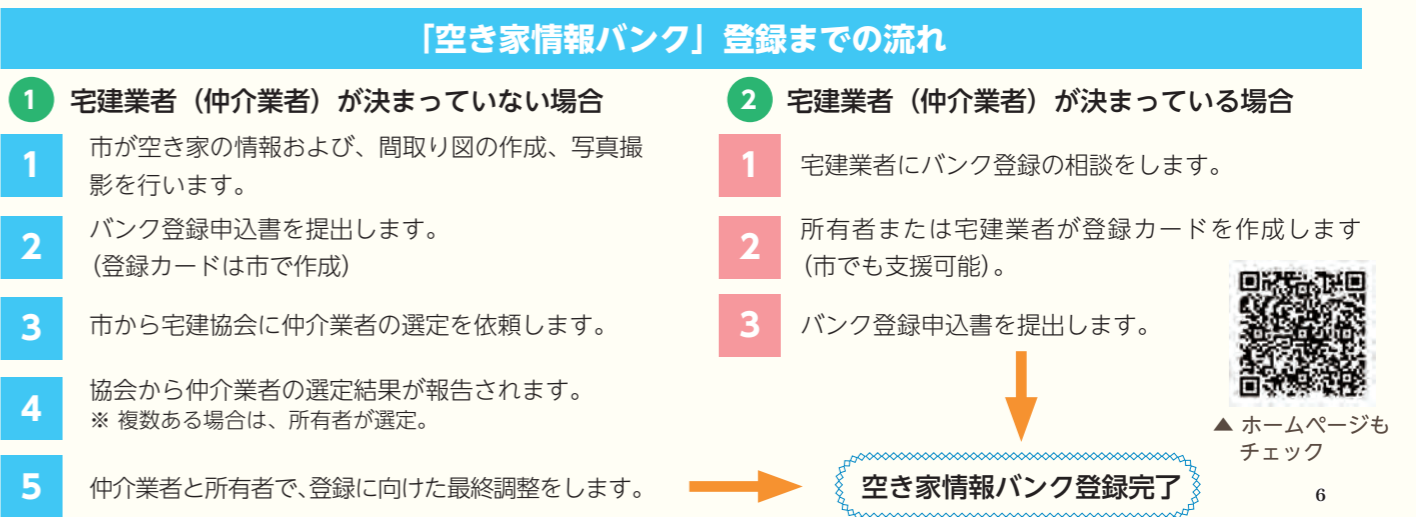 「空き家情報バンク」登録までの流れ
1 宅建業者（仲介業者）が決まっていない場合
1 市が空き家の情報および、間取り図の作成、写真撮
影を行います。
2 バンク登録申込書を提出します。
（登録カードは市で作成）
3 市から宅建協会に仲介業者の選定を依頼します。
4 協会から仲介業者の選定結果が報告されます。
※ 複数ある場合は、所有者が選定。
5 仲介業者と所有者で、登録に向けた最終調整をします。
2 宅建業者（仲介業者）が決まっている場合
1 宅建業者にバンク登録の相談をします。
2 所有者または宅建業者が登録カードを作成します
（市でも支援可能）。
3 バンク登録申込書を提出します。
空き家情報バンク登録完了
▲ ホームページも
チェック
6